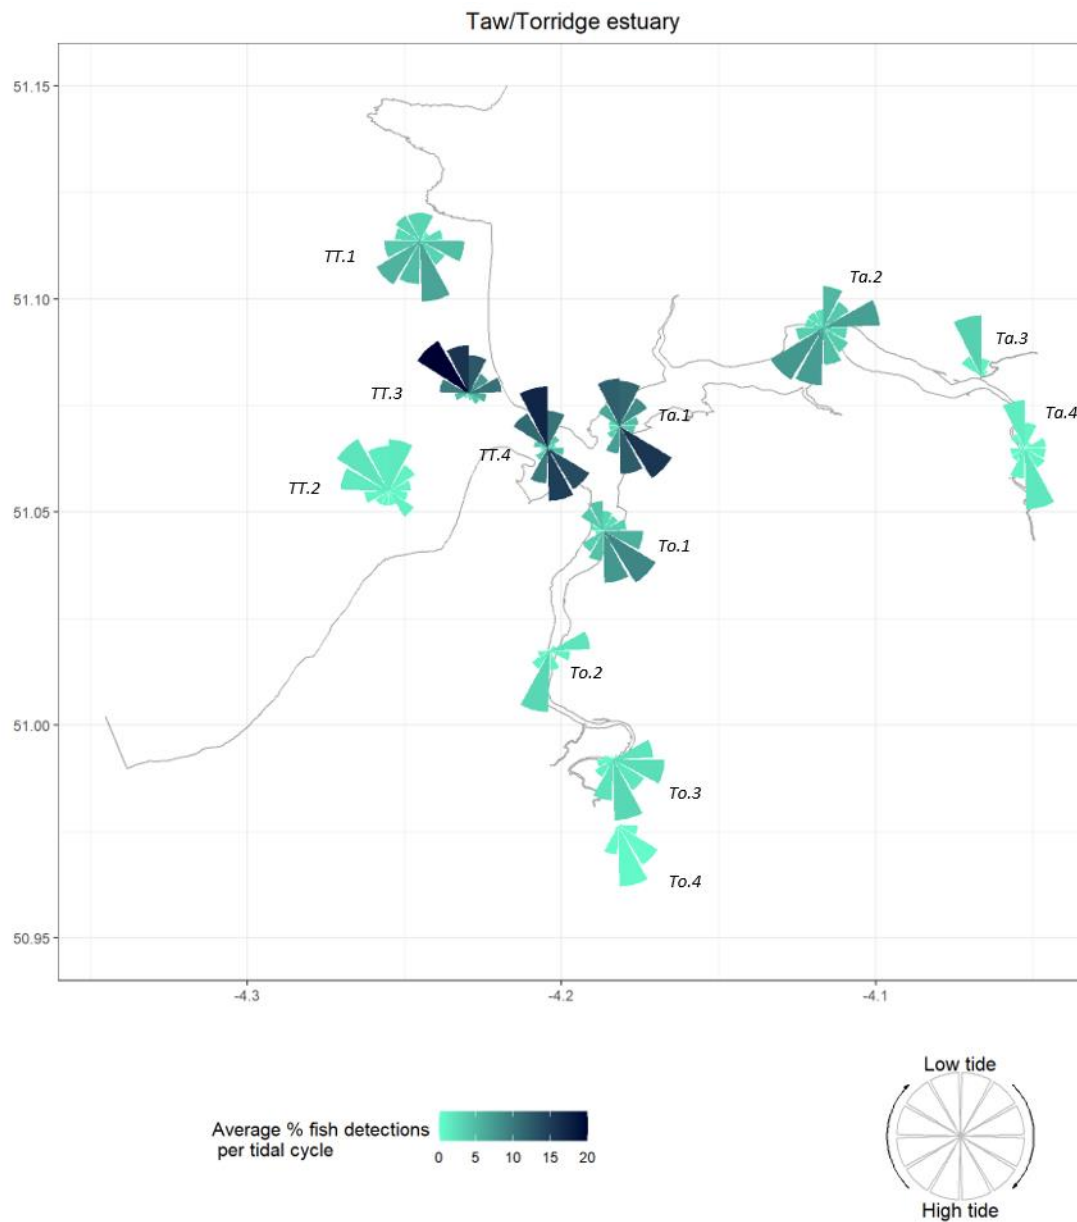 Taw/Torridge estuary
51.15
51.10
51.05
51.00
50.95
TT.1
Ta.2
Ta.3
TT.3
Ta.1
Ta.4
TT.4
TT.2
To.1
To.2
To.3
To.4
-4.3
-4.2
-4.1
Low tide
Average % fish detections
per tidal cycle
0 5 10 15 20
High tide